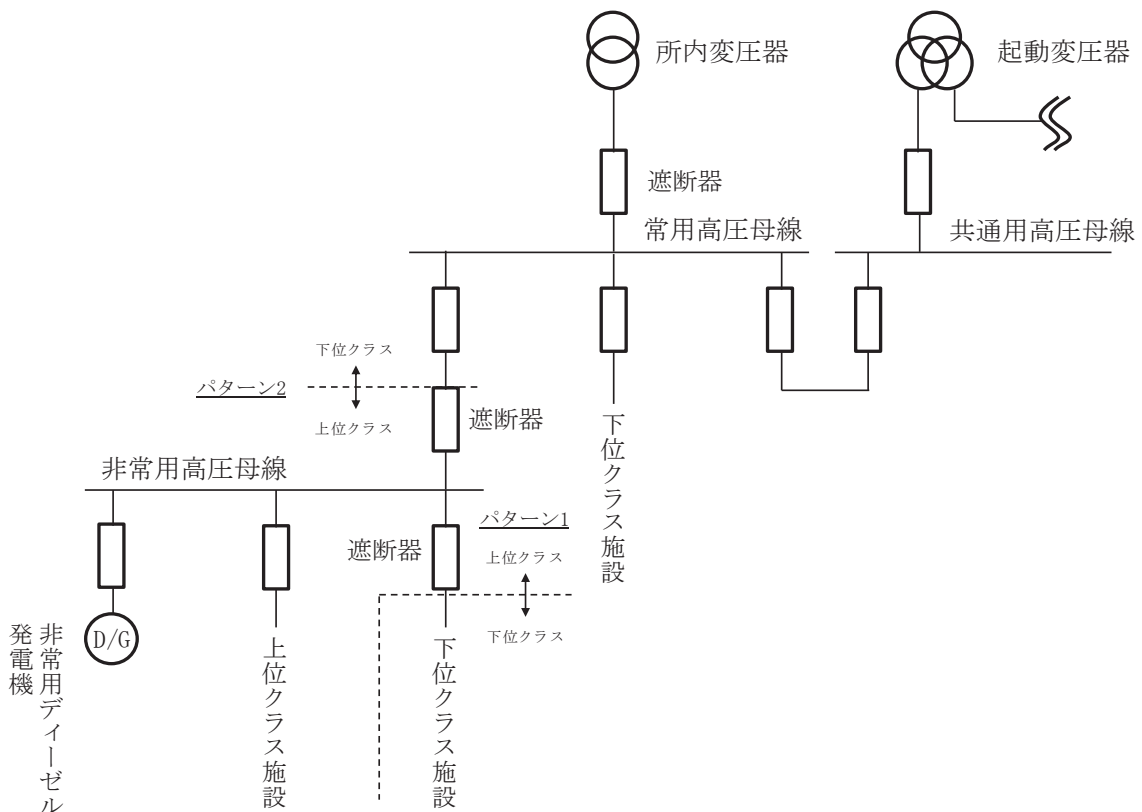 所内変圧器
起動変圧器
遮断器
常用高圧母線
共通用高圧母線
下位クラス
パターン2
上位クラス
遮断器
下位クラス施設
非常用高圧母線
パターン1
遮断器
上位クラス
下位クラス
D/G
非常用ディーゼル
発電機
上位クラス施設
下位クラス施設